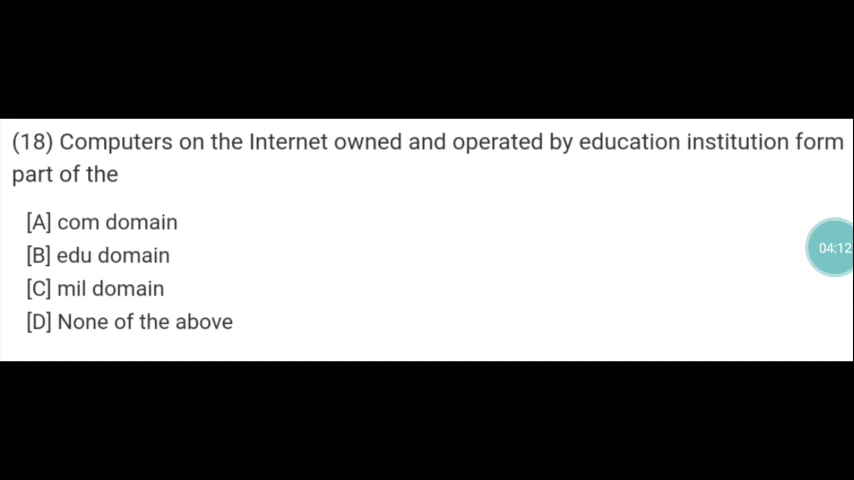 (18) Computers on the Internet owned and operated by education institution form
part of the
[A] com domain
[B] edu domain
[C] mil domain
[D] None of the above
04:12